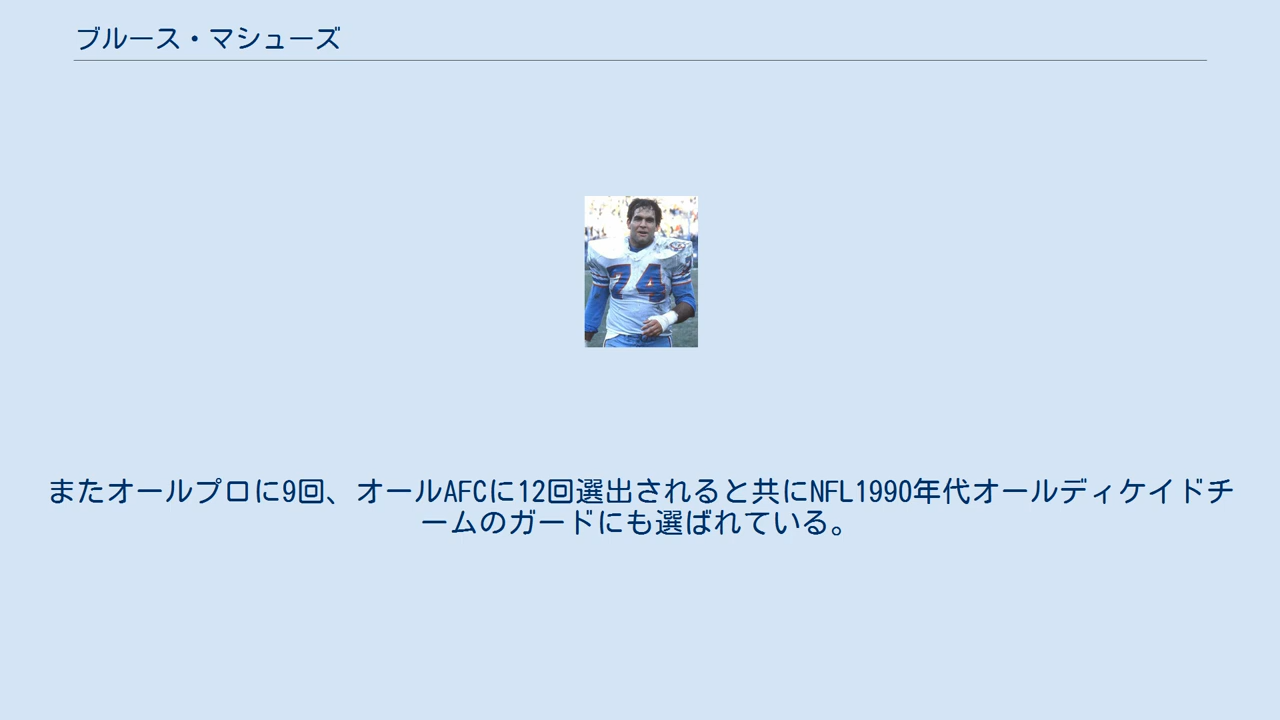 ブルース・マシューズ
74
またオールプロに9回、オールAFCに12回選出されると共にNFL1990年代オールディケイドチ
ームのガードにも選ばれている。